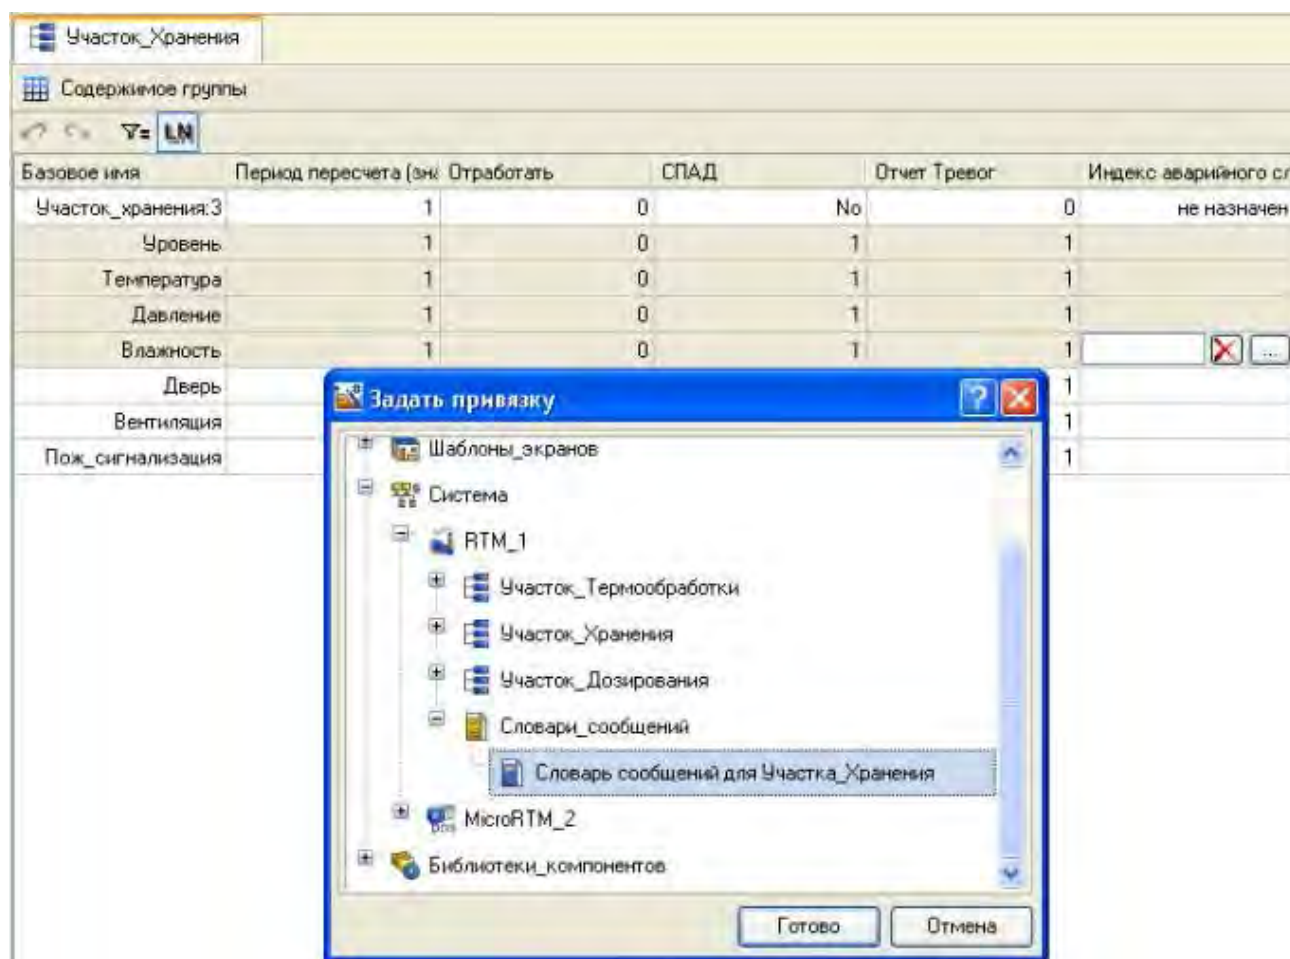 Участок_Хранения
Содержимое группы
LN
Базовое имя Период пересчета (зна Отработать СПАД Отчет Тревог Индекс аварийного сл
Участок_хранения:3 1 0 No 0 не назначен
Уровень 1 0 1 1
Температура 1 0 1 1
Давление 1 0 1 1
Влажность 1 0 1 1 ...
Дверь 1
Вентиляция 1
Пож_сигнализация 1
Задать привязку
Шаблоны_экранов
Система
RTM_1
Участок_Термообработки
Участок_Хранения
Участок_Дозирования
Словари_сообщений
Словарь сообщений для Участка_Хранения
MicroRTM_2
Библиотеки_компонентов
Готово Отмена